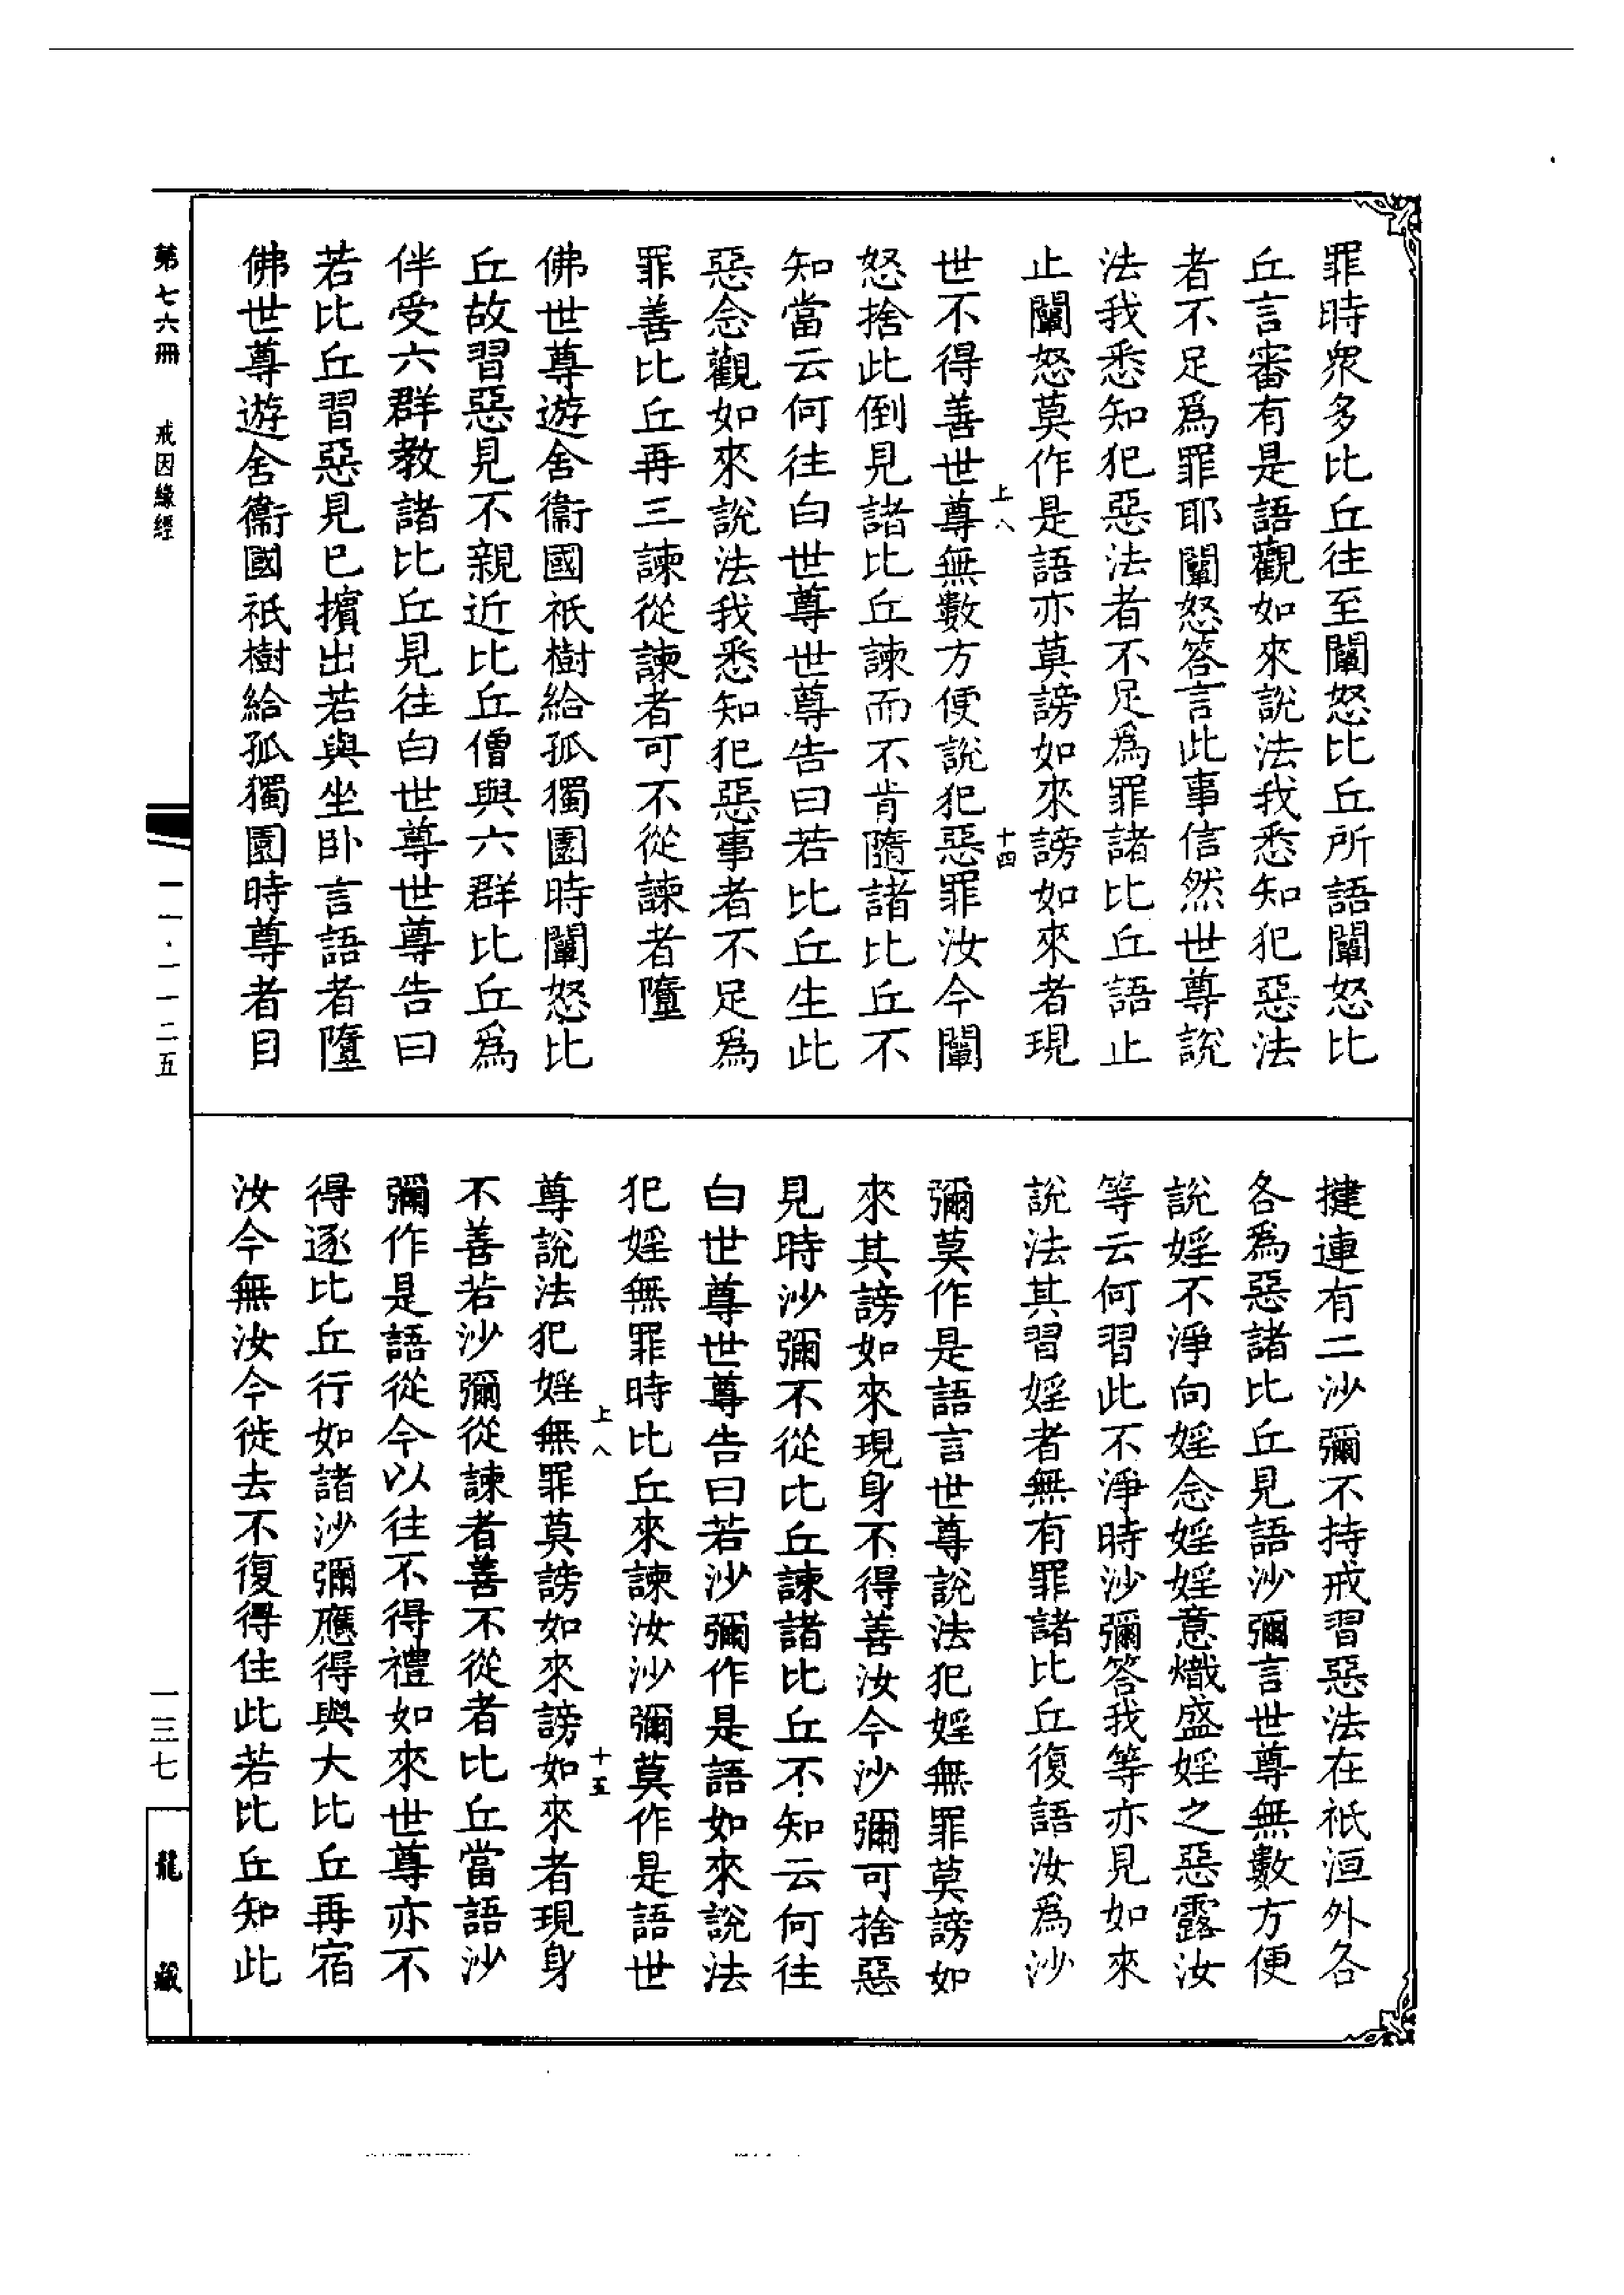 罪時衆多比丘往至闡怒比丘所語闡怒比
丘言審有是語觀如來說法我悉知犯惡法
者不足爲罪耶闡怒答言此事信然世尊說
法我悉知犯惡法者不足爲罪諸比丘語止
止闡怒莫作是語亦莫謗如來謗如來者現
上八
十四
世不得善世尊無數方便說犯惡罪汝今闡
怒捨此倒見諸比丘諫而不肯隨諸比丘不
知當云何往白世尊世尊告曰若比丘生此
惡念觀如來說法我悉知犯惡事者不足爲
罪善比丘再三諫從諫者可不從諫者墮
佛世尊遊舍衞國祇樹給孤獨園時闡怒比
丘故習惡見不親近比丘僧與六群比丘爲
伴受六群教諸比丘見往白世尊世尊告曰
若比丘習惡見已擯出若與坐卧言語者墮
佛世尊遊舍衞國祇樹給孤獨園時尊者目
揵連有二沙彌不持戒習惡法在祇洹外各
各爲惡諸比丘見語沙彌言世尊無數方便
說婬不淨向婬念婬婬意熾盛婬之惡露汝
等云何習此不淨時沙彌答我等亦見如來
說法其習婬者無有罪諸比丘復語汝爲沙
彌莫作是語言世尊說法犯婬無罪莫謗如
來其謗如來現身不得善汝今沙彌可捨惡
見時沙彌不從比丘諫諸比丘不知云何往
白世尊世尊告曰若沙彌作是語如來說法
犯婬無罪時比丘來諫汝沙彌莫作是語世
上八
十五
尊說法犯婬無罪莫謗如來謗如來者現身
不善若沙彌從諫者善不從者比丘當語沙
彌作是語從今以往不得禮如來世尊亦不
得逐比丘行如諸沙彌應得與大比丘再宿
汝今無汝今徙去不復得住此若比丘知此
第七六冊 戒因緣經
一一·一一二五
一三七
龍藏